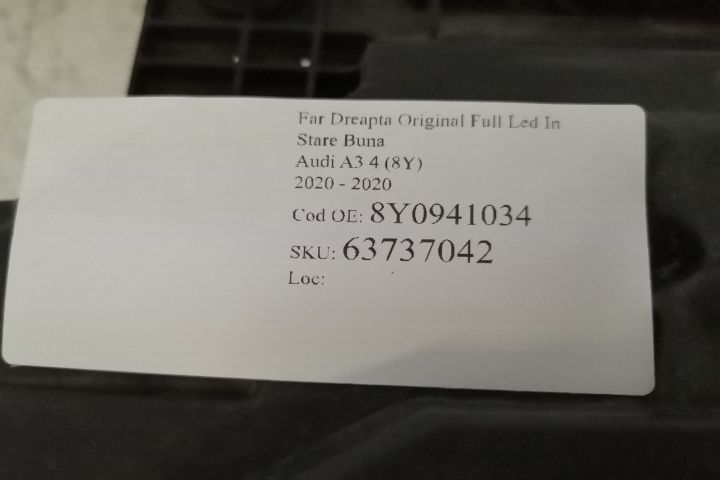 Far Dreapta Original Full Led In
Stare Buna
Audi A3 4 (8Y)
2020 - 2020
Cod OE: 8Y0941034
SKU: 63737042
Loc: